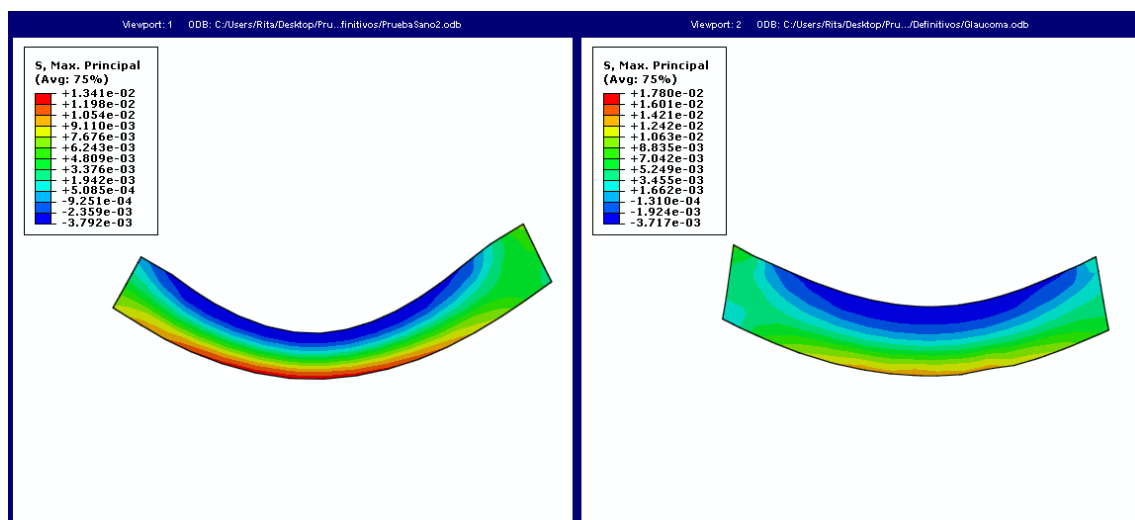 Viewport: 1 ODB: C:/Users/Rita/Desktop/Pru...finitivos/PruebaSano2.odb
S, Max. Principal
(Avg: 75%)
+1.341e-02
+1.198e-02
+1.054e-02
+9.110e-03
+7.676e-03
+6.243e-03
+4.809e-03
+3.376e-03
+1.942e-03
+5.085e-04
-9.251e-04
-2.359e-03
-3.792e-03
Viewport: 2 ODB: C:/Users/Rita/Desktop/Pru.../Definitivos/Glaucoma.odb
S, Max. Principal
(Avg: 75%)
+1.780e-02
+1.601e-02
+1.421e-02
+1.242e-02
+1.063e-02
+8.835e-03
+7.042e-03
+5.249e-03
+3.455e-03
+1.662e-03
-1.310e-04
-1.924e-03
-3.717e-03